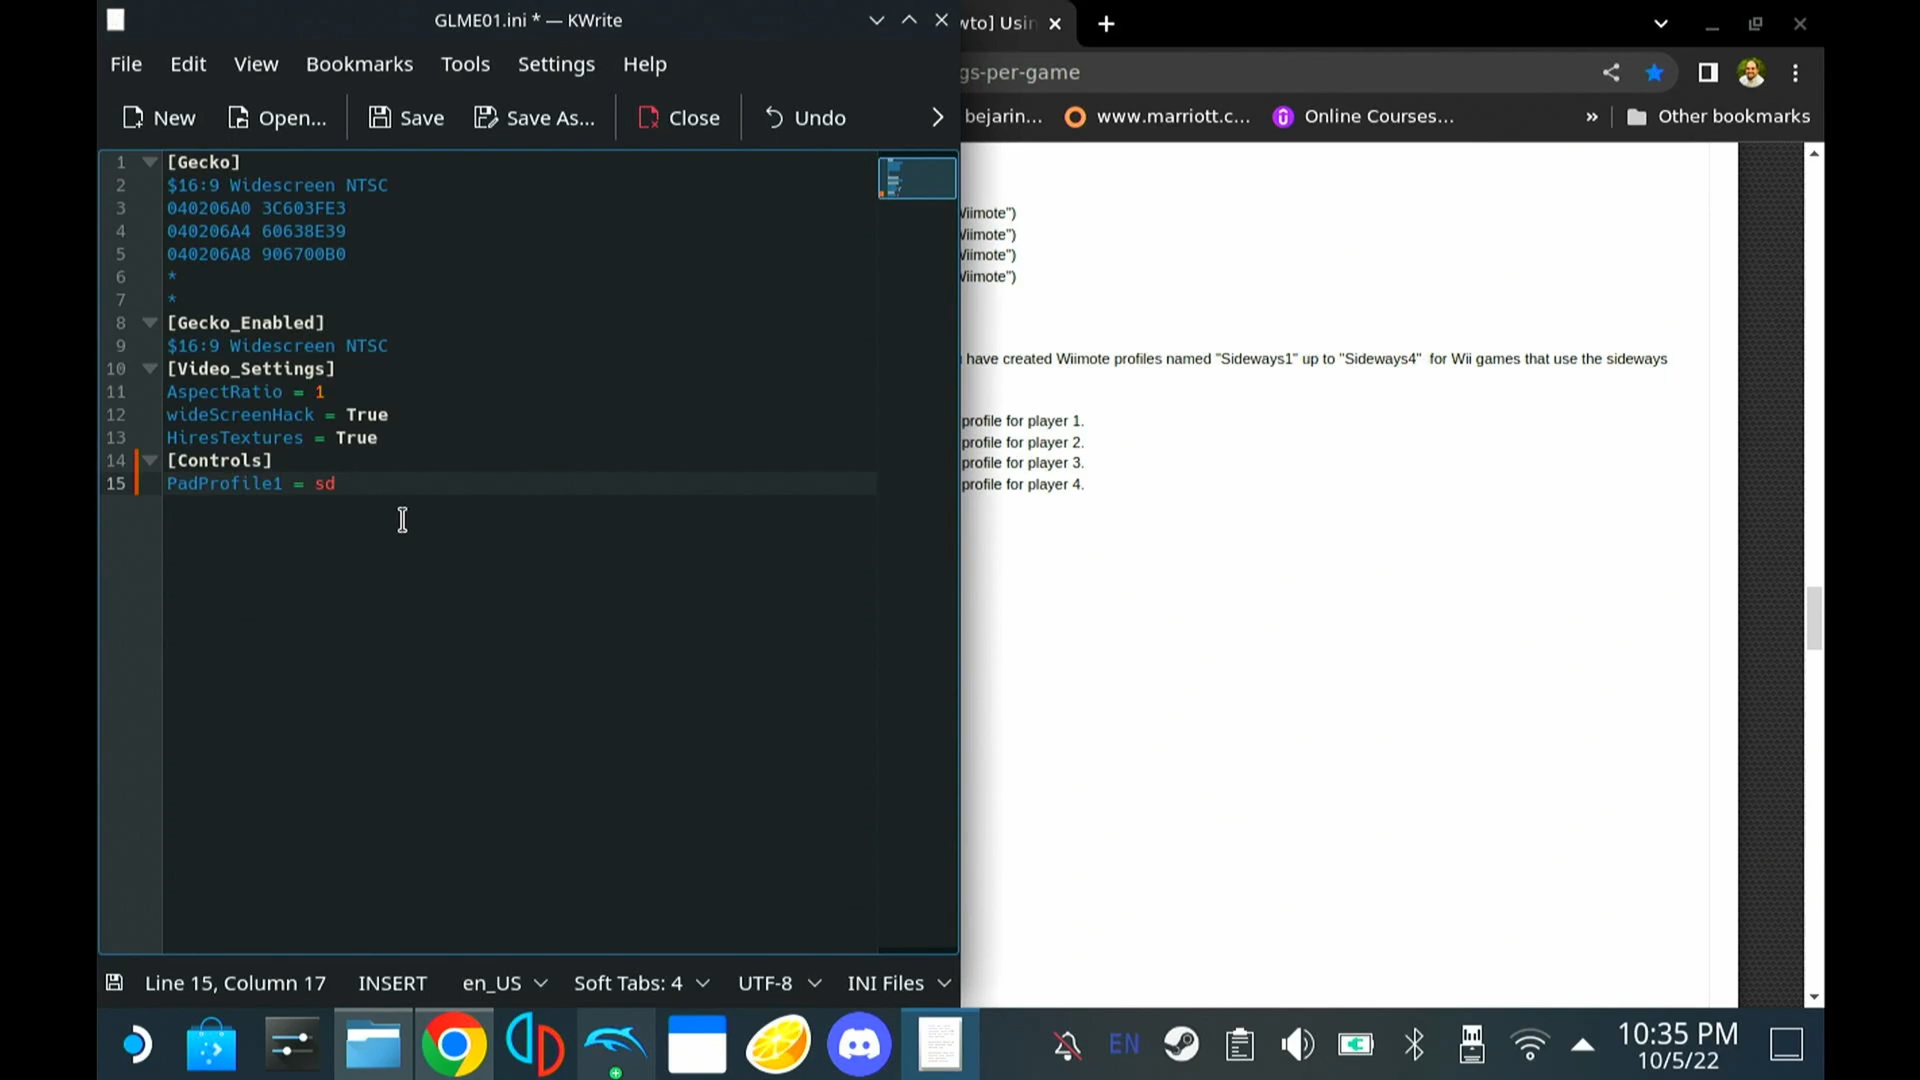 GLME01.ini * — KWrite
File Edit View Bookmarks Tools Settings Help
New Open... Save Save As... Close Undo
1 [Gecko]
2 $16:9 Widescreen NTSC
3 040206A0 3C603FE3
4 040206A4 60638E39
5 040206A8 906700B0
6 *
7 *
8 [Gecko_Enabled]
9 $16:9 Widescreen NTSC
10 [Video_Settings]
11 AspectRatio = 1
12 wideScreenHack = True
13 HiresTextures = True
14 [Controls]
15 PadProfile1 = sd
Line 15, Column 17 INSERT en_US Soft Tabs: 4 UTF-8 INI Files
wto] Usin
gs-per-game
bejarin... www.marriott.c... Online Courses... » Other bookmarks
Wiimote")
Wiimote")
Wiimote")
Wiimote")
have created Wiimote profiles named "Sideways1" up to "Sideways4" for Wii games that use the sideways
profile for player 1.
profile for player 2.
profile for player 3.
profile for player 4.
EN
10:35 PM
10/5/22